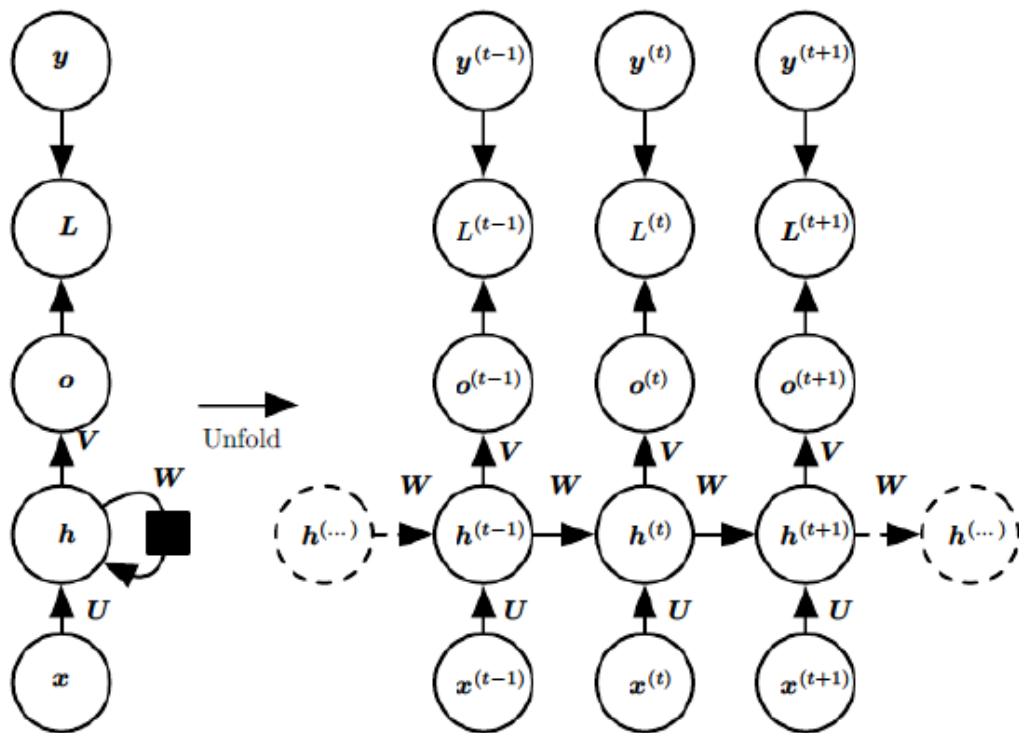 y y^(t−1) y^(t) y^(t+1)
L L^(t−1) L^(t) L^(t+1)
o o^(t−1) o^(t) o^(t+1)
Unfold
V V V V
W W W W W
h h^(...) h^(t−1) h^(t) h^(t+1) h^(...)
U U U U
x x^(t−1) x^(t) x^(t+1)